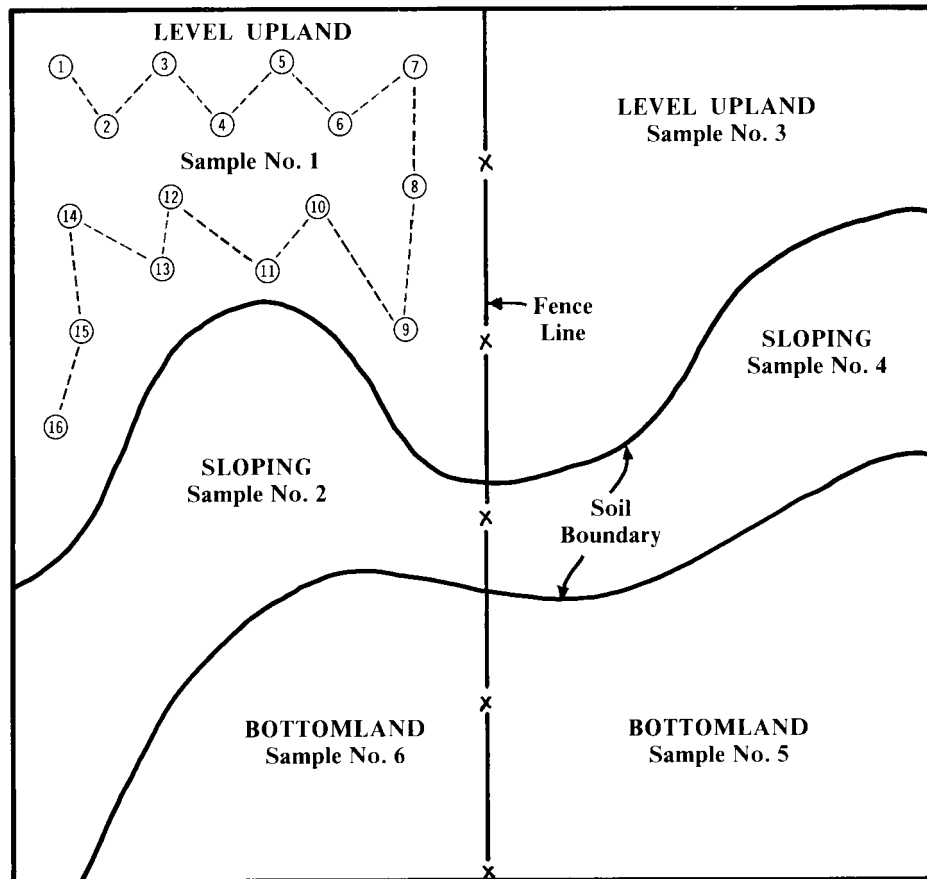 LEVEL UPLAND
1
3
5
7
2
4
6
Sample No. 1
8
12
10
14
13
11
15
9
16
LEVEL UPLAND
Sample No. 3
X
Fence
Line
X
SLOPING
Sample No. 4
SLOPING
Sample No. 2
X
Soil
Boundary
BOTTOMLAND
Sample No. 6
X
BOTTOMLAND
Sample No. 5
X